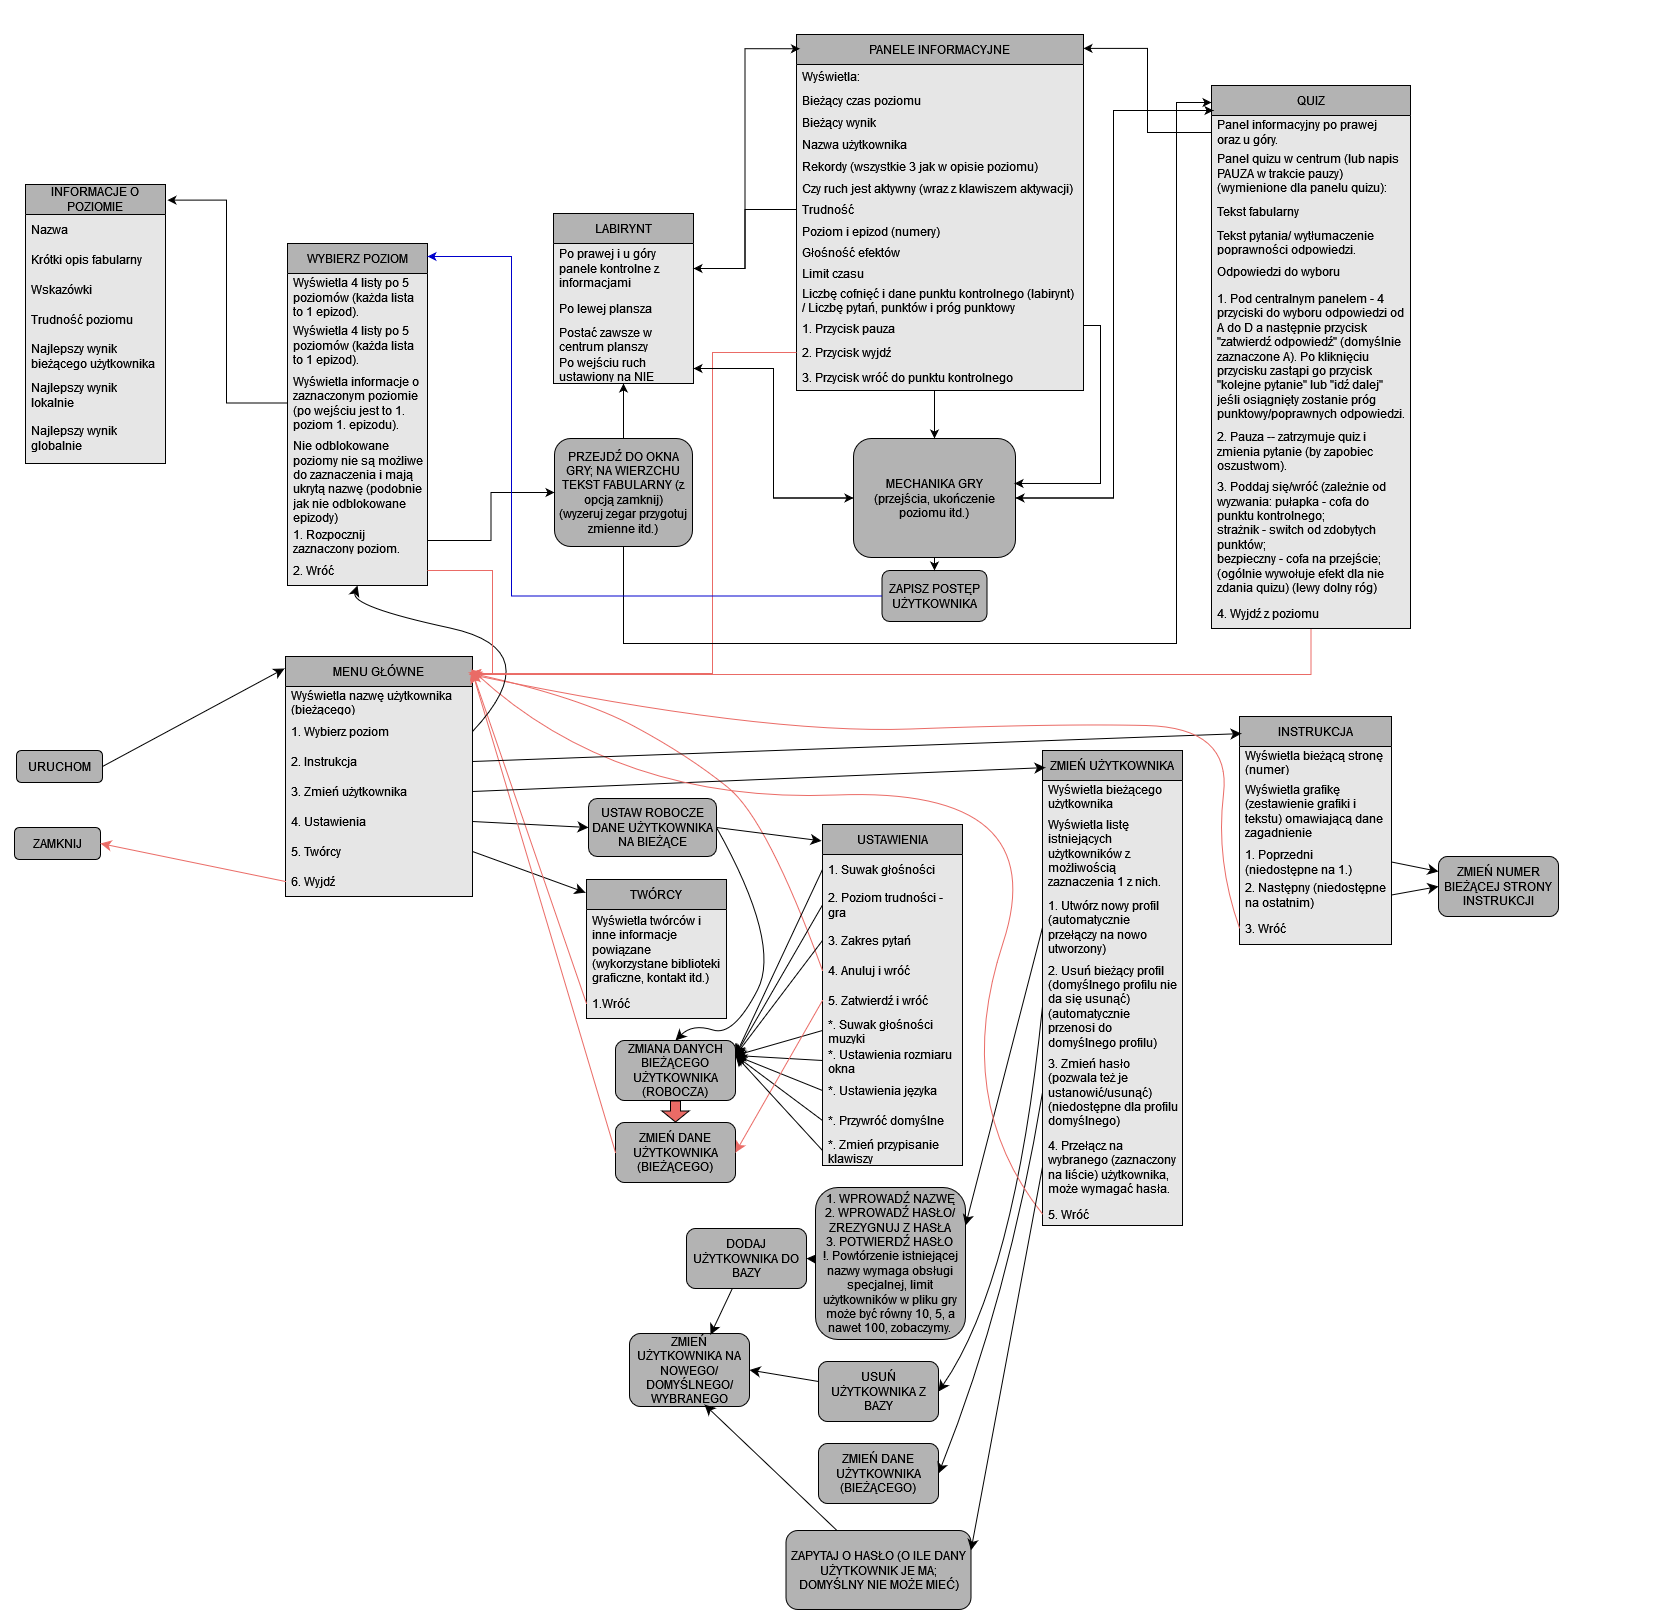 INFORMACJE O
POZIOMIE
Nazwa
Krótki opis fabularny
Wskazówki
Trudność poziomu
Najlepszy wynik
bieżącego użytkownika
Najlepszy wynik
lokalnie
Najlepszy wynik
globalnie
WYBIERZ POZIOM
Wyświetla 4 listy po 5
poziomów (każda lista
to 1 epizod).
Wyświetla 4 listy po 5
poziomów (każda lista
to 1 epizod).
Wyświetla informacje o
zaznaczonym poziomie
(po wejściu jest to 1.
poziom 1. epizodu).
Nie odblokowane
poziomy nie są możliwe
do zaznaczenia i mają
ukrytą nazwę (podobnie
jak nie odblokowane
epizody)
1. Rozpocznij
zaznaczony poziom.
2. Wróć
LABIRYNT
Po prawej i u góry
panele kontrolne z
informacjami
Po lewej plansza
Postać zawsze w
centrum planszy
Po wejściu ruch
ustawiony na NIE
PRZEJDŹ DO OKNA
GRY; NA WIERZCHU
TEKST FABULARNY (z
opcją zamknij)
(wyzeruj zegar przygotuj
zmienne itd.)
PANELE INFORMACYJNE
Wyświetla:
Bieżący czas poziomu
Bieżący wynik
Nazwa użytkownika
Rekordy (wszystkie 3 jak w opisie poziomu)
Czy ruch jest aktywny (wraz z klawiszem aktywacji)
Trudność
Poziom i epizod (numery)
Głośność efektów
Limit czasu
Liczbę cofnięć i dane punktu kontrolnego (labirynt)
/ Liczbę pytań, punktów i próg punktowy
1. Przycisk pauza
2. Przycisk wyjdź
3. Przycisk wróć do punktu kontrolnego
MECHANIKA GRY
(przejścia, ukończenie
poziomu itd.)
ZAPISZ POSTĘP
UŻYTKOWNIKA
QUIZ
Panel informacyjny po prawej
oraz u góry.
Panel quizu w centrum (lub napis
PAUZA w trakcie pauzy)
(wymienione dla panelu quizu):
Tekst fabularny
Tekst pytania/ wytłumaczenie
poprawności odpowiedzi.
Odpowiedzi do wyboru
1. Pod centralnym panelem - 4
przyciski do wyboru odpowiedzi od
A do D a następnie przycisk
"zatwierdź odpowiedź" (domyślnie
zaznaczone A). Po kliknięciu
przycisku zastąpi go przycisk
"kolejne pytanie" lub "idź dalej"
jeśli osiągnięty zostanie próg
punktowy/poprawnych odpowiedzi.
2. Pauza -- zatrzymuje quiz i
zmienia pytanie (by zapobiec
oszustwom).
3. Poddaj się/wróć (zależnie od
wyzwania: pułapka - cofa do
punktu kontrolnego;
strażnik - switch od zdobytych
punktów;
bezpieczny - cofa na przejście;
(ogólnie wywołuje efekt dla nie
zdania quizu) (lewy dolny róg)
4. Wyjdź z poziomu
URUCHOM
ZAMKNIJ
MENU GŁÓWNE
Wyświetla nazwę użytkownika
(bieżącego)
1. Wybierz poziom
2. Instrukcja
3. Zmień użytkownika
4. Ustawienia
5. Twórcy
6. Wyjdź
USTAW ROBOCZE
DANE UŻYTKOWNIKA
NA BIEŻĄCE
TWÓRCY
Wyświetla twórców i
inne informacje
powiązane
(wykorzystane biblioteki
graficzne, kontakt itd.)
1.Wróć
ZMIANA DANYCH
BIEŻĄCEGO
UŻYTKOWNIKA
(ROBOCZA)
ZMIEŃ DANE
UŻYTKOWNIKA
(BIEŻĄCEGO)
USTAWIENIA
1. Suwak głośności
2. Poziom trudności -
gra
3. Zakres pytań
4. Anuluj i wróć
5. Zatwierdź i wróć
*. Suwak głośności
muzyki
*. Ustawienia rozmiaru
okna
*. Ustawienia języka
*. Przywróć domyślne
*. Zmień przypisanie
klawiszy
ZMIEŃ UŻYTKOWNIKA
Wyświetla bieżącego
użytkownika
Wyświetla listę
istniejących
użytkowników z
możliwością
zaznaczenia 1 z nich.
1. Utwórz nowy profil
(automatycznie
przełączy na nowo
utworzony)
2. Usuń bieżący profil
(domyślnego profilu nie
da się usunąć)
(automatycznie
przenosi do
domyślnego profilu)
3. Zmień hasło
(pozwala też je
ustanowić/usunąć)
(niedostępne dla profilu
domyślnego)
4. Przełącz na
wybranego (zaznaczony
na liście) użytkownika,
może wymagać hasła.
5. Wróć
INSTRUKCJA
Wyświetla bieżącą stronę
(numer)
Wyświetla grafikę
(zestawienie grafiki i
tekstu) omawiającą dane
zagadnienie
1. Poprzedni
(niedostępne na 1.)
2. Następny (niedostępne
na ostatnim)
3. Wróć
ZMIEŃ NUMER
BIEŻĄCEJ STRONY
INSTRUKCJI
1. WPROWADŹ NAZWĘ
2. WPROWADŹ HASŁO/
ZREZYGNUJ Z HASŁA
3. POTWIERDŹ HASŁO
!. Powtórzenie istniejącej
nazwy wymaga obsługi
specjalnej, limit
użytkowników w pliku gry
może być równy 10, 5, a
nawet 100, zobaczymy.
DODAJ
UŻYTKOWNIKA DO
BAZY
ZMIEŃ
UŻYTKOWNIKA NA
NOWEGO/
DOMYŚLNEGO/
WYBRANEGO
USUŃ
UŻYTKOWNIKA Z
BAZY
ZMIEŃ DANE
UŻYTKOWNIKA
(BIEŻĄCEGO)
ZAPYTAJ O HASŁO (O ILE DANY
UŻYTKOWNIK JE MA;
DOMYŚLNY NIE MOŻE MIEĆ)